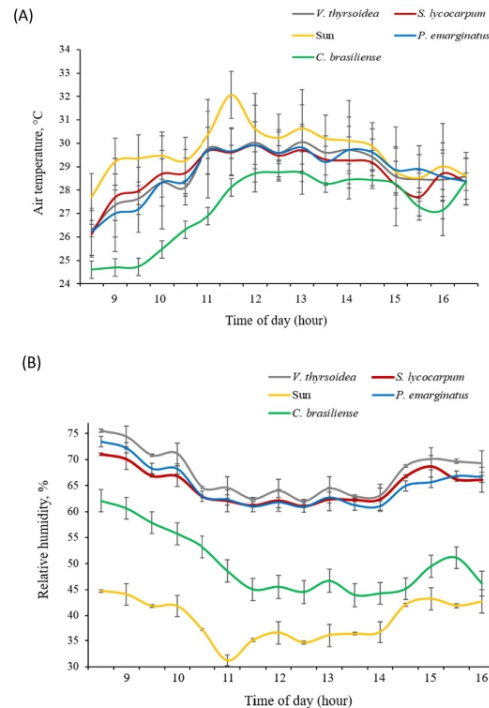 (A)
V. thyrsoidea S. lycocarpum
Sun P. emarginatus
C. brasiliense
34
33
32
31
30
29
28
27
26
25
24
Air temperature, °C
9 10 11 12 13 14 15 16
Time of day (hour)
(B)
V. thyrsoidea S. lycocarpum
Sun P. emarginatus
C. brasiliense
75
70
65
60
55
50
45
40
35
30
Relative humidity, %
9 10 11 12 13 14 15 16
Time of day (hour)